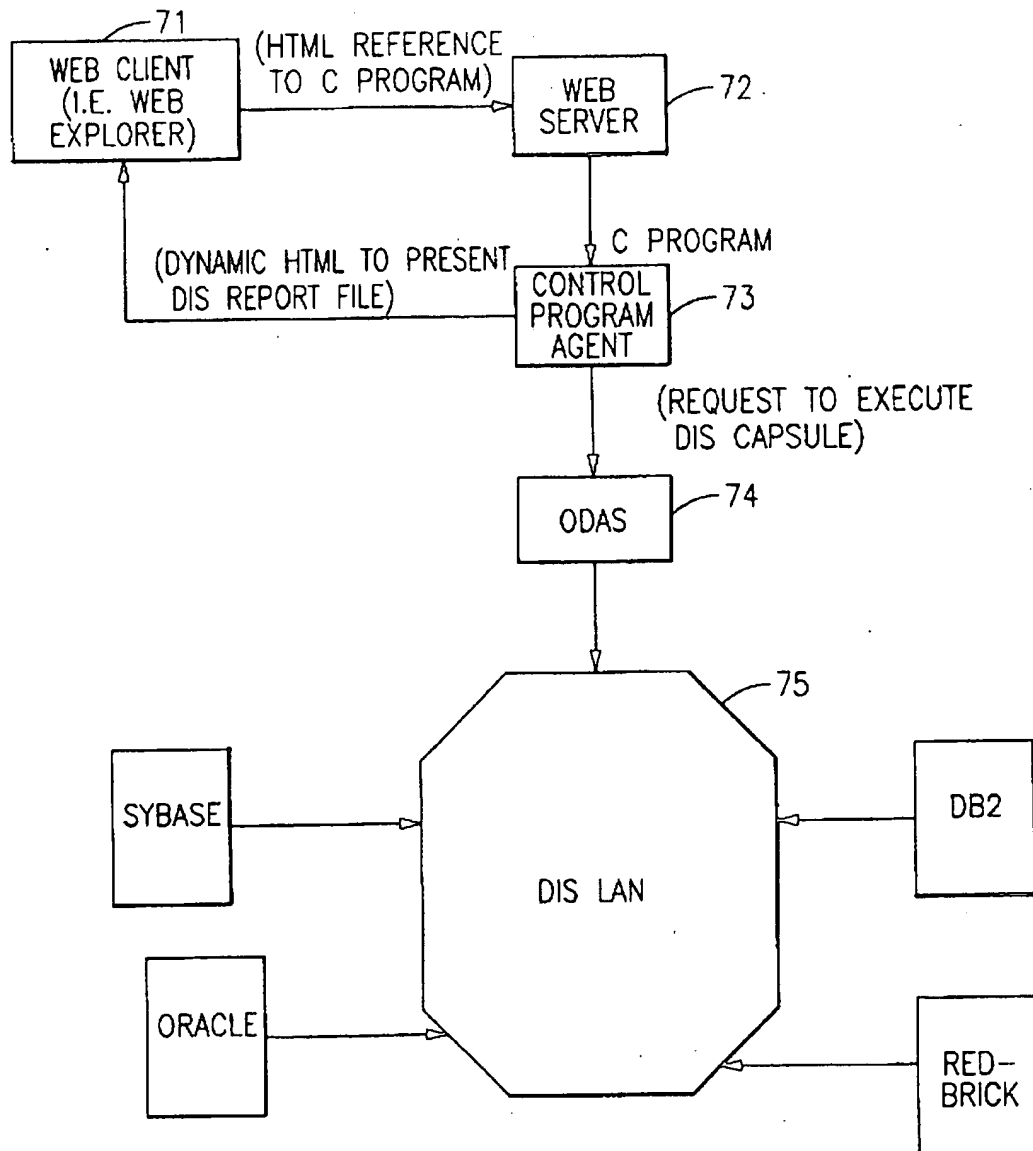 71
WEB CLIENT
(I.E. WEB
EXPLORER)
(HTML REFERENCE
TO C PROGRAM)
WEB
SERVER
72
C PROGRAM
(DYNAMIC HTML TO PRESENT
DIS REPORT FILE)
CONTROL
PROGRAM
AGENT
73
(REQUEST TO EXECUTE
DIS CAPSULE)
ODAS
74
75
SYBASE
DIS LAN
DB2
ORACLE
RED-
BRICK